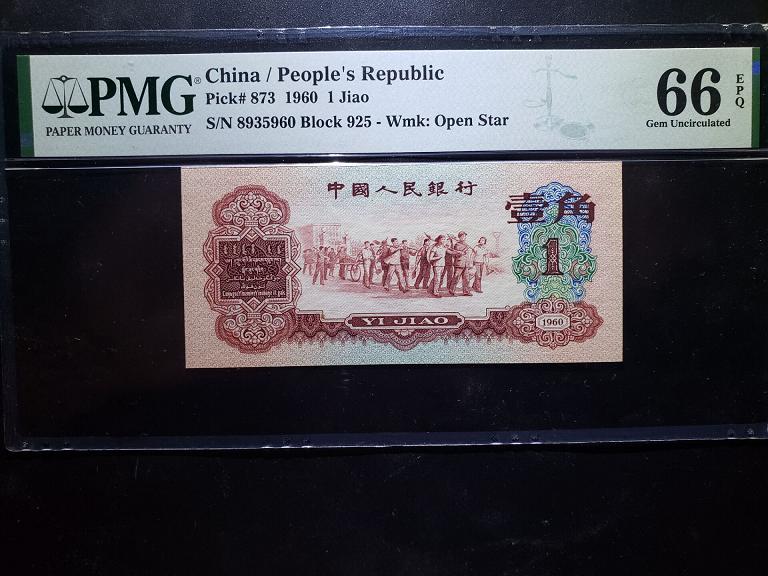 PMG®
PAPER MONEY GUARANTY
China / People's Republic
Pick# 873 1960 1 Jiao
S/N 8935960 Block 925 - Wmk: Open Star
66
EPQ
Gem Uncirculated
中國人民銀行
壹角
1
YI JIAO
1960